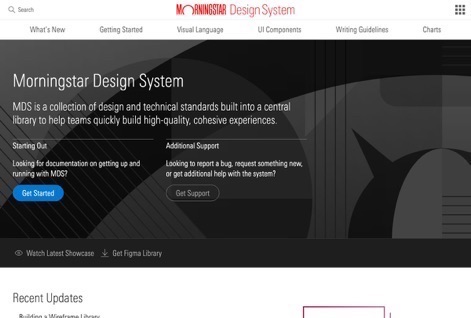 Search
MORNINGSTAR Design System
What's New
Getting Started
Visual Language
UI Components
Writing Guidelines
Charts
Morningstar Design System
MDS is a collection of design and technical standards built into a central
library to help teams quickly build high-quality, cohesive experiences.
Starting Out
Looking for documentation on getting up and
running with MDS?
Get Started
Additional Support
Looking to report a bug, request something new,
or get additional help with the system?
Get Support
Watch Latest Showcase
Get Figma Library
Recent Updates
Building a Wireframe Library